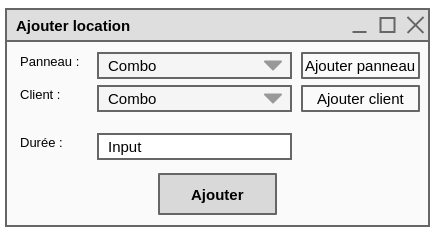 Ajouter location
Panneau : Combo Ajouter panneau
Client : Combo Ajouter client
Durée : Input
Ajouter